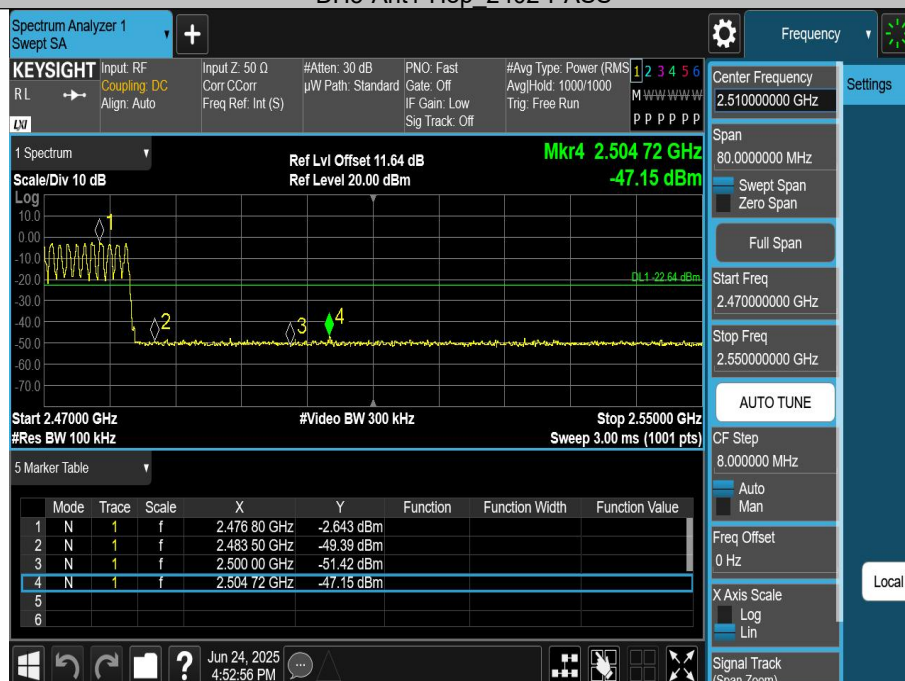 Spectrum Analyzer 1
Swept SA
+
Frequency
KEYSIGHT
RL
LXI
Input: RF
Coupling: DC
Align: Auto
Input Z: 50 Ω
Corr CCorr
Freq Ref: Int (S)
#Atten: 30 dB
µW Path: Standard
PNO: Fast
Gate: Off
IF Gain: Low
Sig Track: Off
#Avg Type: Power (RMS
Avg|Hold: 1000/1000
Trig: Free Run
1 2 3 4 5 6
M W W W W W
P P P P P P
1 Spectrum
Scale/Div 10 dB
Ref Lvl Offset 11.64 dB
Ref Level 20.00 dBm
Mkr4 2.504 72 GHz
-47.15 dBm
Log
10.0
0.00
-10.0
-20.0
-30.0
-40.0
-50.0
-60.0
-70.0
1
2
3
4
DL1 -22.64 dBm
Start 2.47000 GHz
#Res BW 100 kHz
#Video BW 300 kHz
Stop 2.55000 GHz
Sweep 3.00 ms (1001 pts)
5 Marker Table
Mode Trace Scale X Y Function Function Width Function Value
1 N 1 f 2.476 80 GHz -2.643 dBm
2 N 1 f 2.483 50 GHz -49.39 dBm
3 N 1 f 2.500 00 GHz -51.42 dBm
4 N 1 f 2.504 72 GHz -47.15 dBm
5
6
?
Jun 24, 2025
4:52:56 PM
Center Frequency
2.510000000 GHz
Settings
Span
80.0000000 MHz
Swept Span
Zero Span
Full Span
Start Freq
2.470000000 GHz
Stop Freq
2.550000000 GHz
AUTO TUNE
CF Step
8.000000 MHz
Auto
Man
Freq Offset
0 Hz
Local
X Axis Scale
Log
Lin
Signal Track
(Span Zoom)